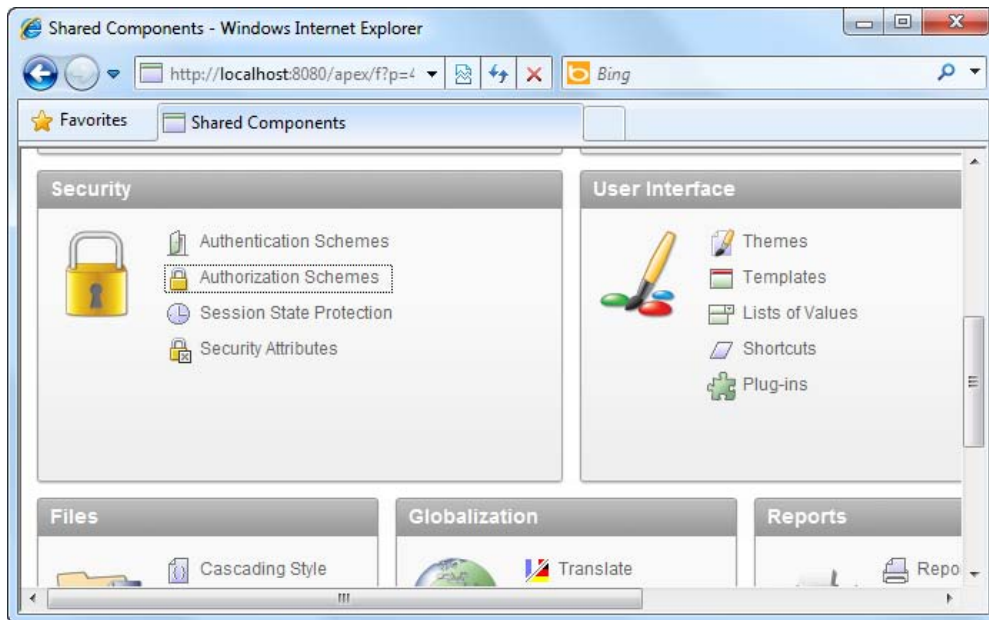 Shared Components - Windows Internet Explorer
http://localhost:8080/apex/f?p=4
Bing
Favorites
Shared Components
Security
Authentication Schemes
Authorization Schemes
Session State Protection
Security Attributes
User Interface
Themes
Templates
Lists of Values
Shortcuts
Plug-ins
Files
Cascading Style
Globalization
Translate
Reports
Repo